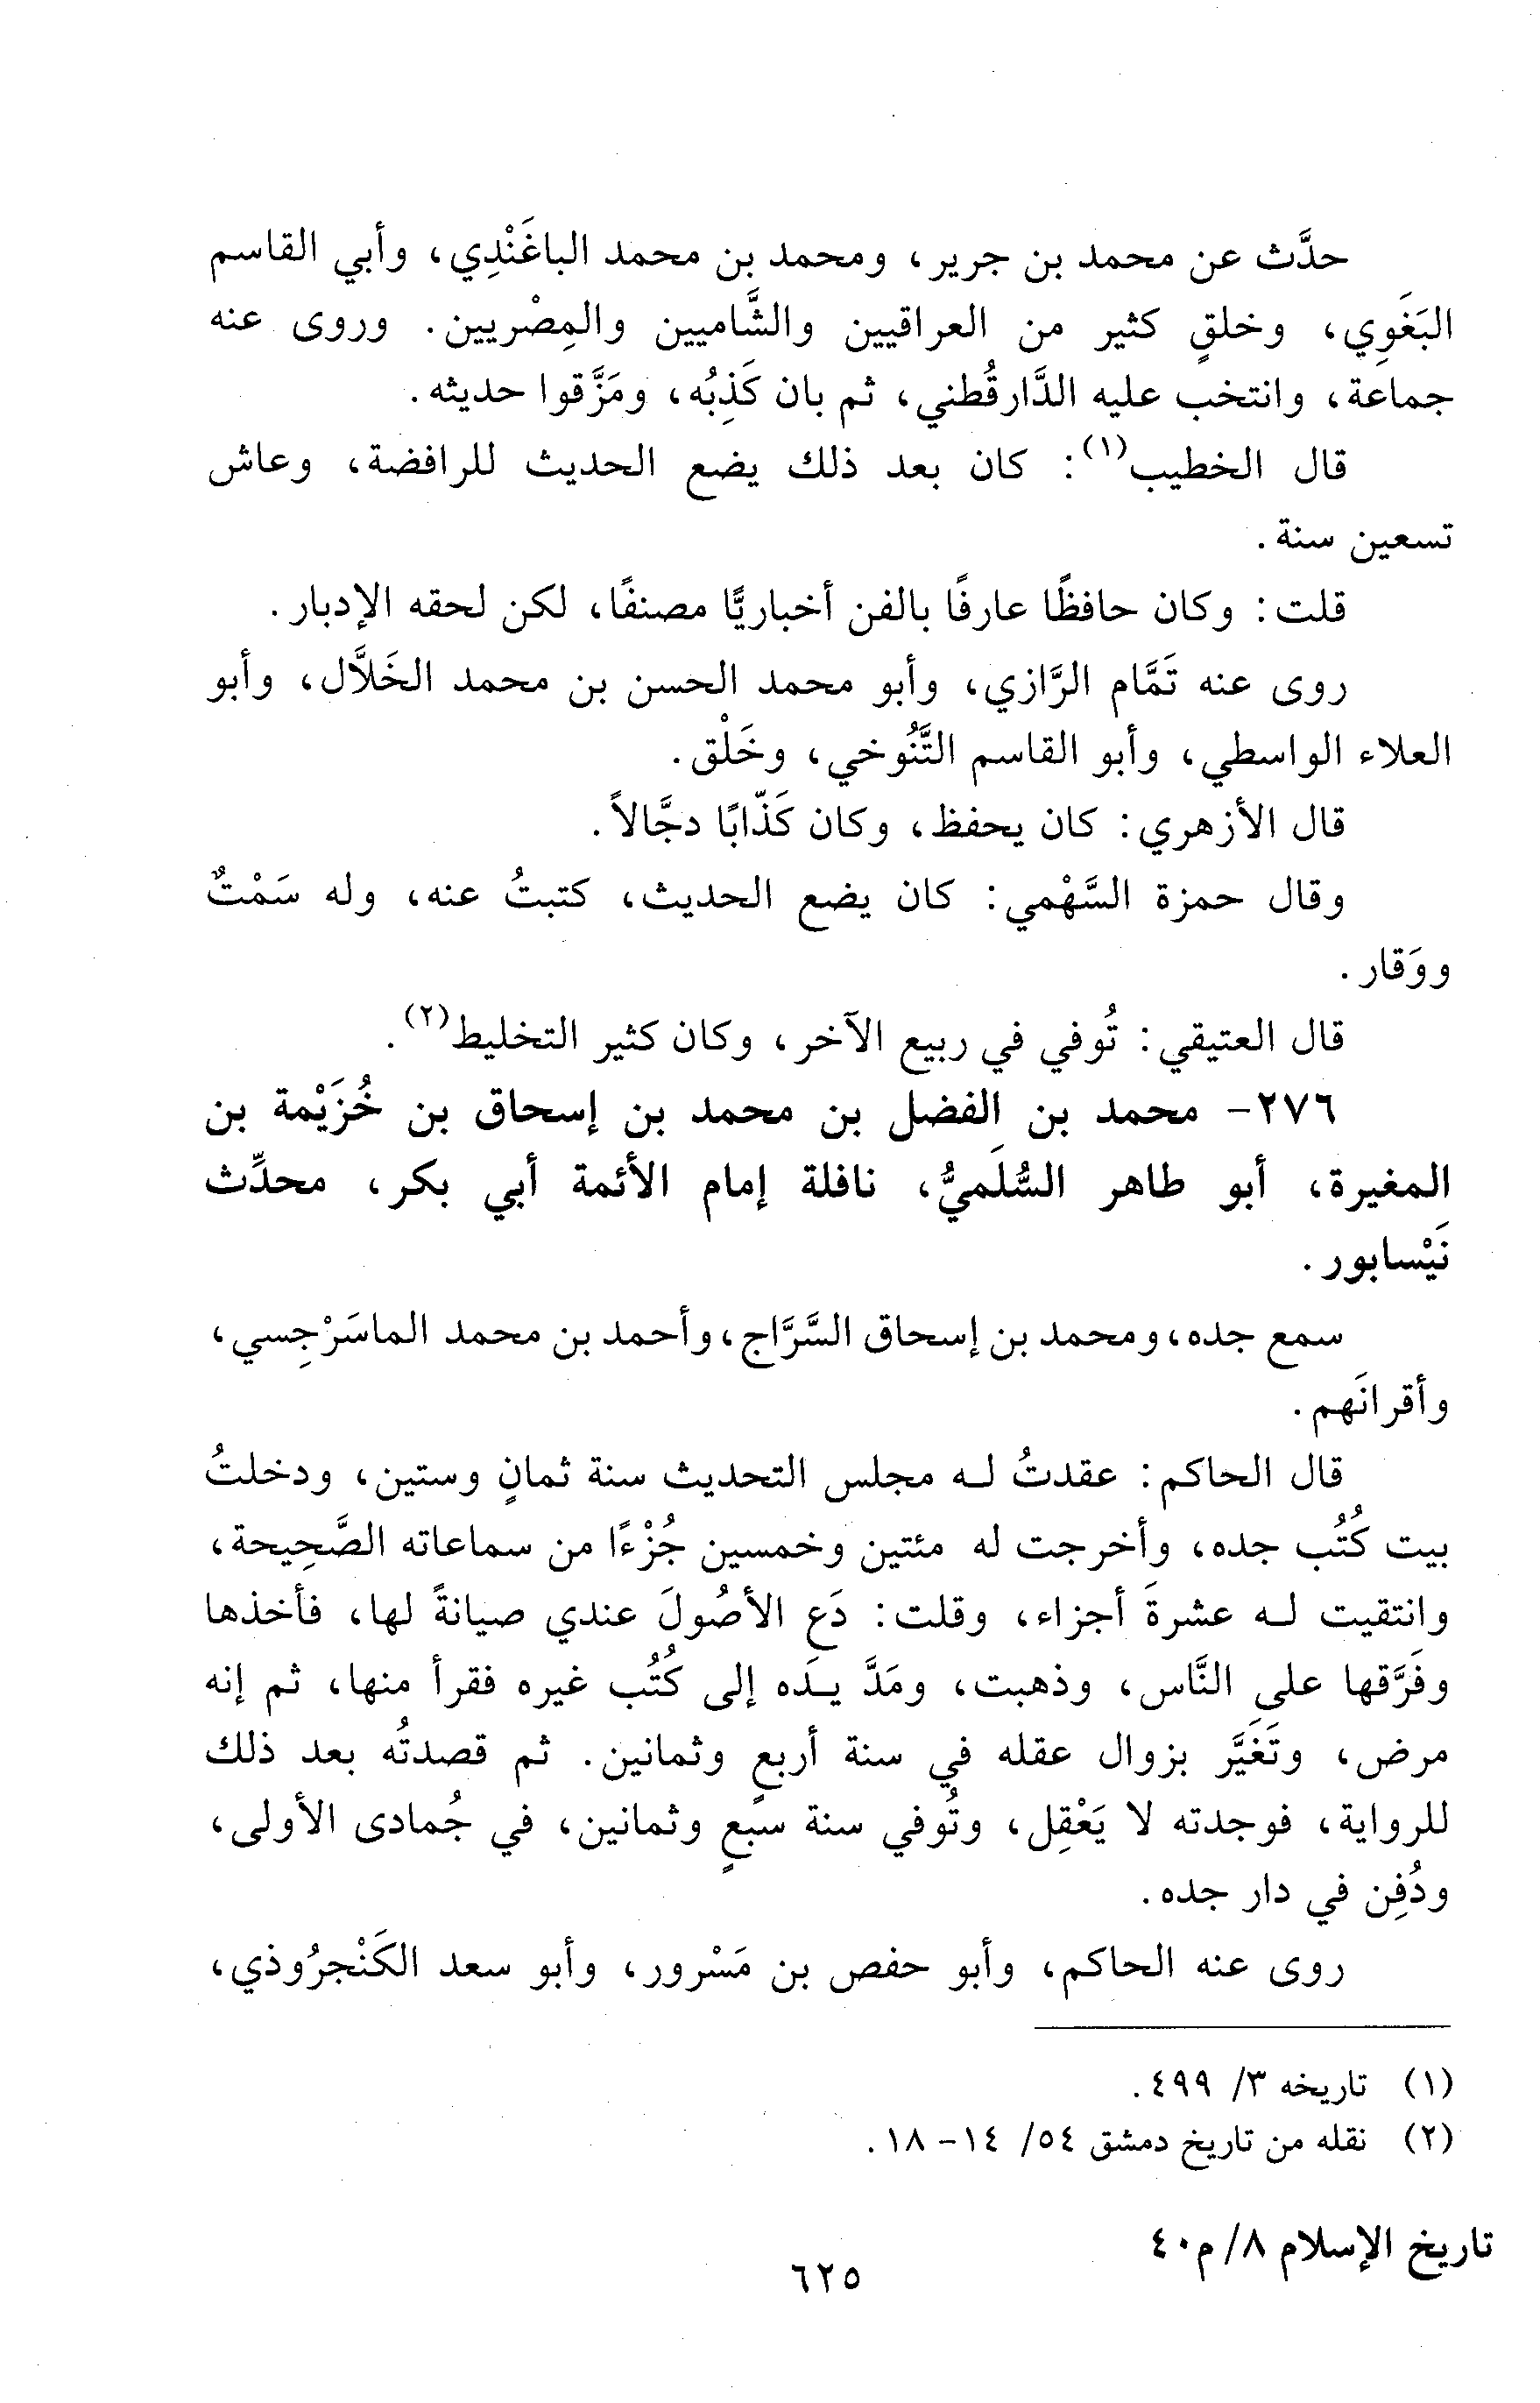 حدَّث عن محمد بن جرير، ومحمد بن محمد الباغَنْدِي، وأبي القاسم
البَغَوِي، وخلقٍ كثير من العراقيين والشَّاميين والمِصْريين. وروى عنه
جماعة، وانتخب عليه الدَّارقُطني، ثم بان كَذِبُه، ومَزَّقوا حديثه.
قال الخطيب(١): كان بعد ذلك يضع الحديث للرافضة، وعاش
تسعين سنة.
قلت: وكان حافظًا عارفًا بالفن أخباريًّا مصنفًا، لكن لحقه الإدبار.
روى عنه تَمَّام الرَّازي، وأبو محمد الحسن بن محمد الخَلاَّل، وأبو
العلاء الواسطي، وأبو القاسم التَّنُوخي، وخَلْق.
قال الأزهري: كان يحفظ، وكان كَذّابًا دجَّالاً.
وقال حمزة السَّهْمي: كان يضع الحديث، كتبتُ عنه، وله سَمْتٌ
ووَقار.
قال العتيقي: تُوفي في ربيع الآخر، وكان كثير التخليط(٢).
٢٧٦- محمد بن الفضل بن محمد بن إسحاق بن خُزَيْمة بن
المغيرة، أبو طاهر السُّلَميُّ، نافلة إمام الأئمة أبي بكر، محدِّث
نَيْسابور.
سمع جده، ومحمد بن إسحاق السَّرَّاج، وأحمد بن محمد الماسَرْجِسي،
وأقرانَهم.
قال الحاكم: عقدتُ لـه مجلس التحديث سنة ثمانٍ وستين، ودخلتُ
بيت كُتُب جده، وأخرجت له مئتين وخمسين جُزْءًا من سماعاته الصَّحِيحة،
وانتقيت لـه عشرةَ أجزاء، وقلت: دَع الأصُولَ عندي صيانةً لها، فأخذها
وفَرَّقها على النَّاس، وذهبت، ومَدَّ يـدَه إلى كُتُب غيره فقرأ منها، ثم إنه
مرض، وتَغَيَّر بزوال عقله في سنة أربعٍ وثمانين. ثم قصدتُه بعد ذلك
للرواية، فوجدته لا يَعْقِل، وتُوفي سنة سبعٍ وثمانين، في جُمادى الأولى،
ودُفِن في دار جده.
روى عنه الحاكم، وأبو حفص بن مَسْرور، وأبو سعد الكَنْجرُوذي،
(١) تاريخه ٣/ ٤٩٩.
(٢) نقله من تاريخ دمشق ٥٤/ ١٤- ١٨.
تاريخ الإسلام ٨/ م٤٠
٦٢٥